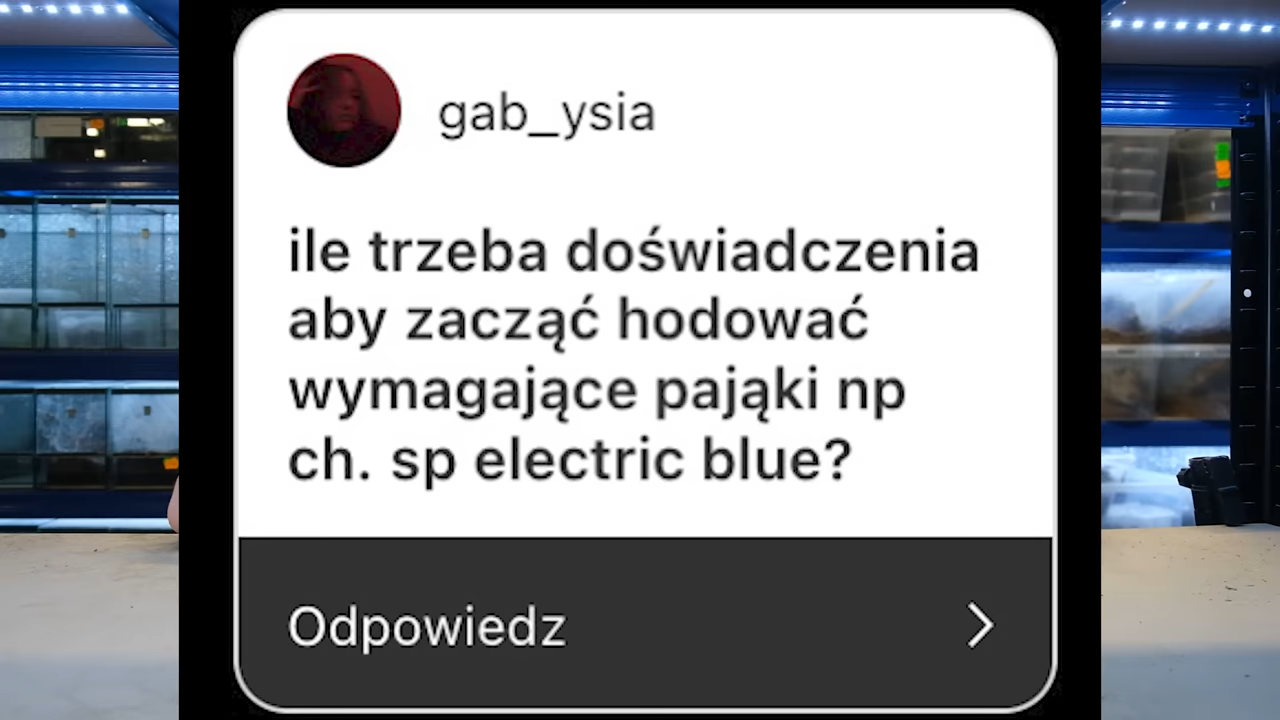 gab_ysia
ile trzeba doświadczenia
aby zacząć hodować
wymagające pająki np
ch. sp electric blue?
Odpowiedz